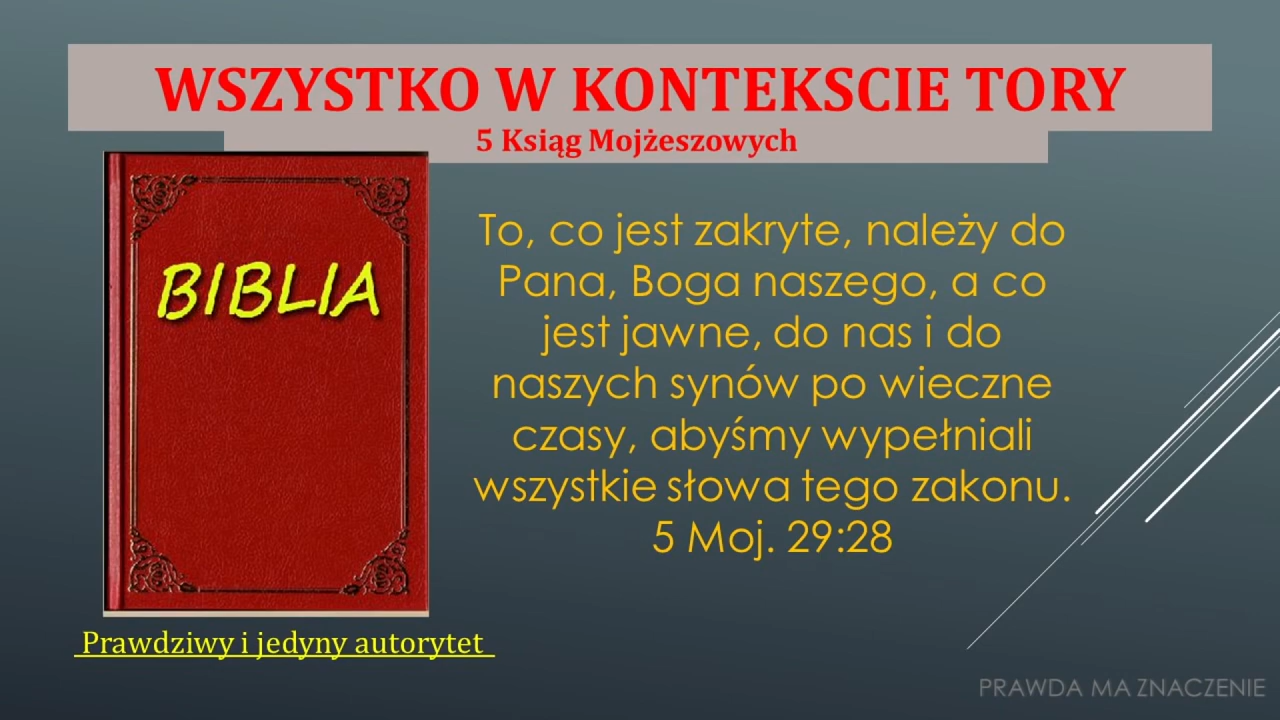 WSZYSTKO W KONTEKSCIE TORY
5 Ksiąg Mojżeszowych
BIBLIA
To, co jest zakryte, należy do
Pana, Boga naszego, a co
jest jawne, do nas i do
naszych synów po wieczne
czasy, abyśmy wypełniali
wszystkie słowa tego zakonu.
5 Moj. 29:28
Prawdziwy i jedyny autorytet
PRAWDA MA ZNACZENIE